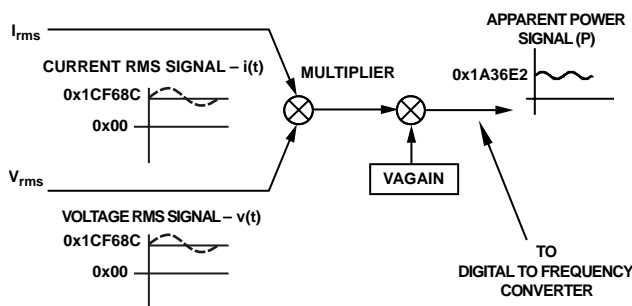 APPARENT POWER
SIGNAL (P)
Irms
CURRENT RMS SIGNAL – i(t)
MULTIPLIER
0x1A36E2
0x1CF68C
0x00
VAGAIN
Vrms
VOLTAGE RMS SIGNAL – v(t)
0x1CF68C
0x00
TO
DIGITAL TO FREQUENCY
CONVERTER